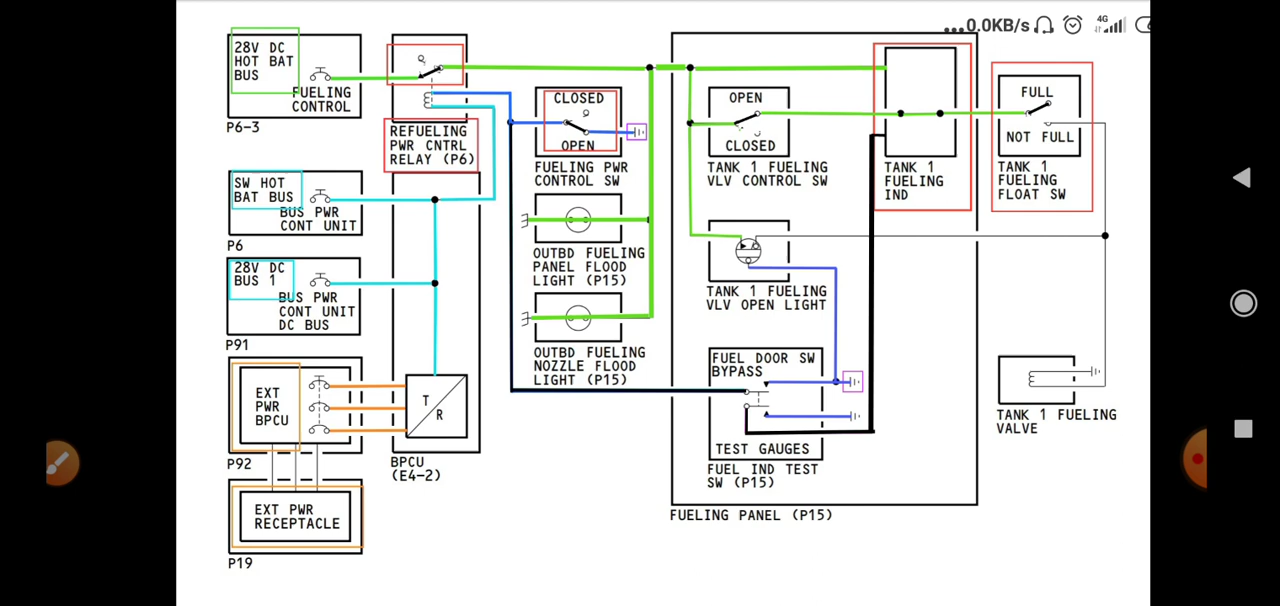 ...0.0KB/s 4G
28V DC
HOT BAT
BUS
FUELING
CONTROL
P6-3
REFUELING
PWR CNTRL
RELAY (P6)
CLOSED
OPEN
FUELING PWR
CONTROL SW
OPEN
CLOSED
TANK 1 FUELING
VLV CONTROL SW
TANK 1
FUELING
IND
FULL
NOT FULL
TANK 1
FUELING
FLOAT SW
SW HOT
BAT BUS
BUS PWR
CONT UNIT
P6
28V DC
BUS 1
BUS PWR
CONT UNIT
DC BUS
P91
OUTBD FUELING
PANEL FLOOD
LIGHT (P15)
TANK 1 FUELING
VLV OPEN LIGHT
OUTBD FUELING
NOZZLE FLOOD
LIGHT (P15)
FUEL DOOR SW
BYPASS
TEST GAUGES
FUEL IND TEST
SW (P15)
TANK 1 FUELING
VALVE
EXT
PWR
BPCU
P92
T
R
BPCU
(E4-2)
EXT PWR
RECEPTACLE
P19
FUELING PANEL (P15)